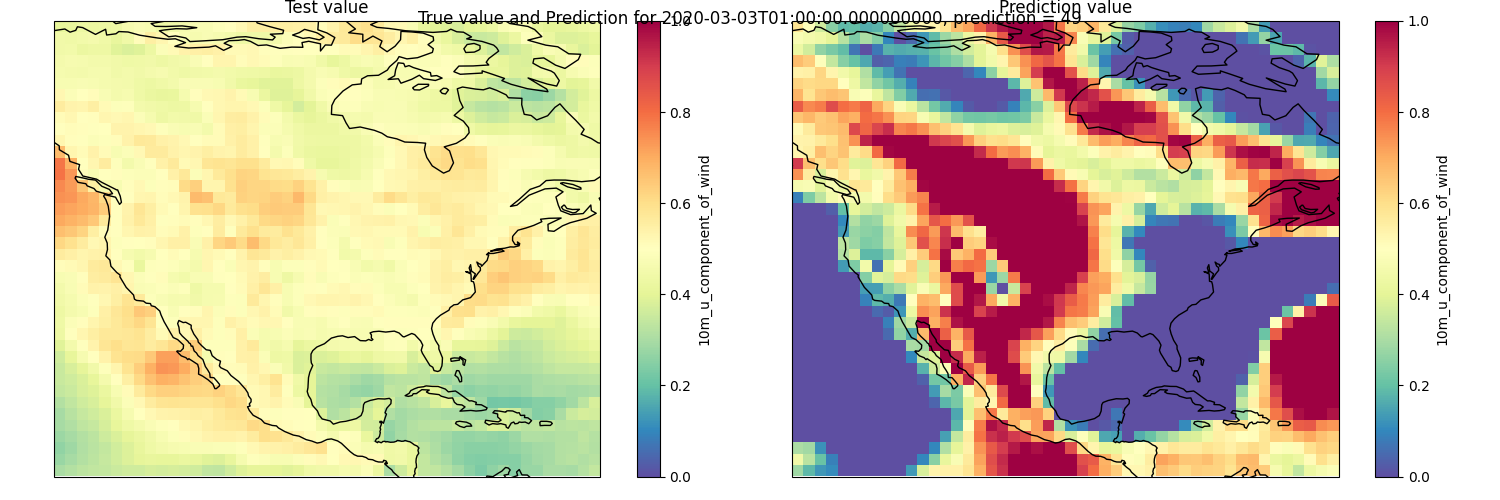 Test value
Prediction value
True value and Prediction for 2020-03-03T01:00:00.000000000, prediction = 49
1.0
0.8
0.6
0.4
0.2
0.0
10m_u_component_of_wind
1.0
0.8
0.6
0.4
0.2
0.0
10m_u_component_of_wind